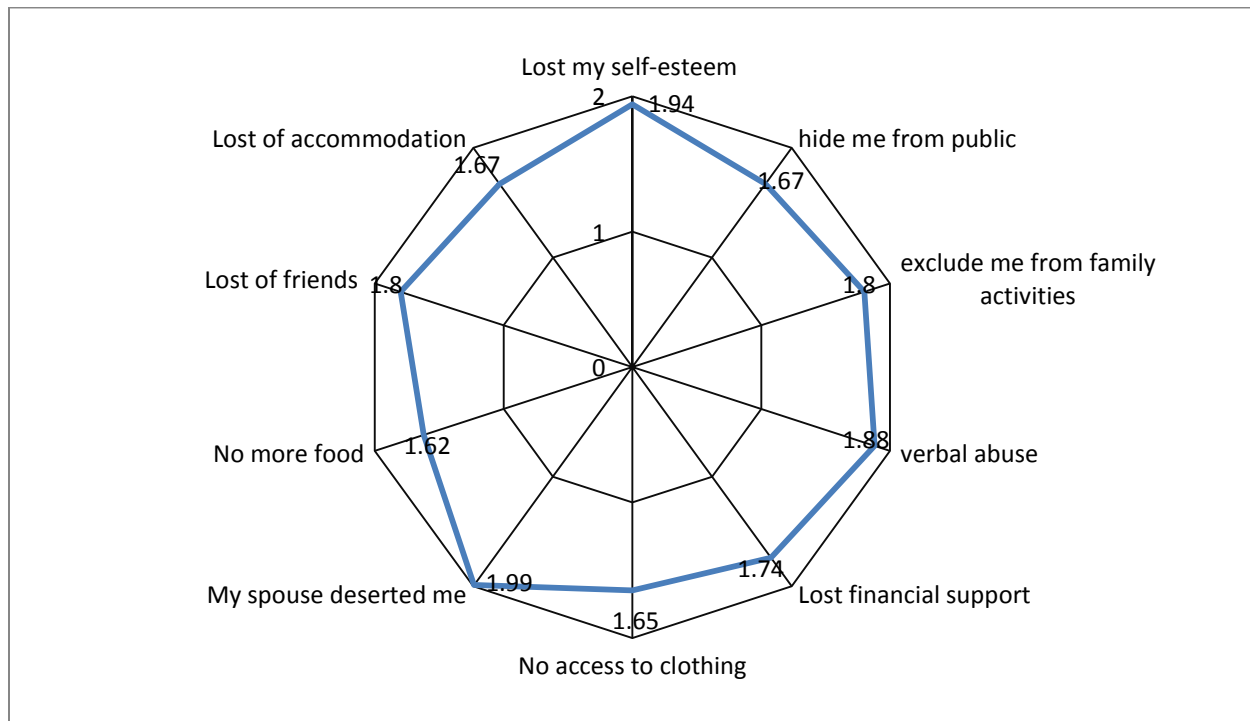 Lost my self-esteem
2
1.94
Lost of accommodation
hide me from public
1.67
1.67
1
exclude me from family
activities
Lost of friends
1.8
1.8
0
No more food
1.62
1.88
verbal abuse
My spouse deserted me
1.99
1.74
Lost financial support
1.65
No access to clothing